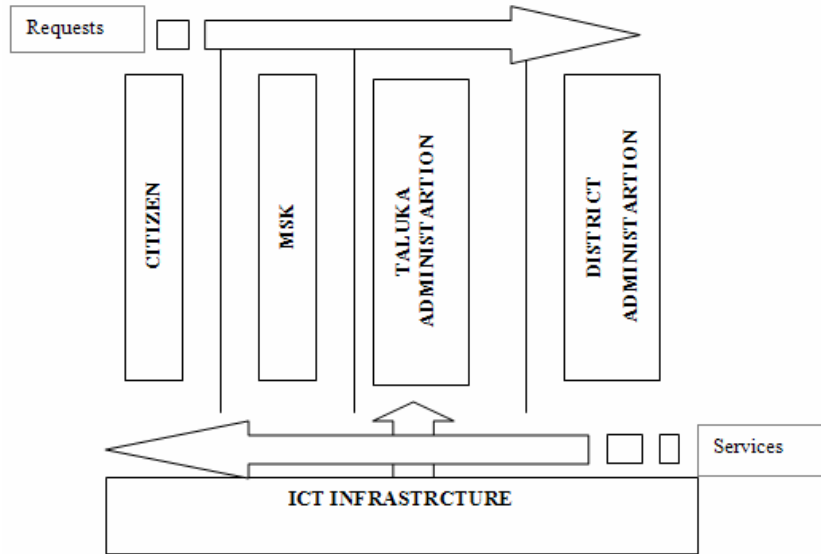 Requests
CITIZEN
MSK
TALUKA
ADMINISTARTION
DISTRICT
ADMINISTARTION
Services
ICT INFRASTRCTURE